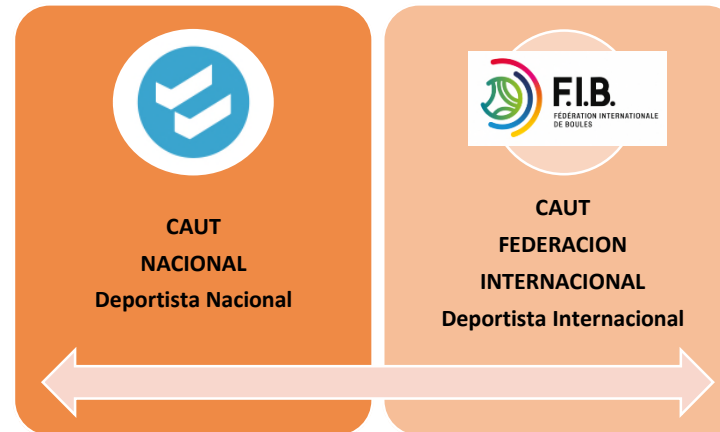 CAUT
NACIONAL
Deportista Nacional
F.I.B.
FÉDÉRATION INTERNATIONALE
DE BOULES
CAUT
FEDERACION
INTERNACIONAL
Deportista Internacional